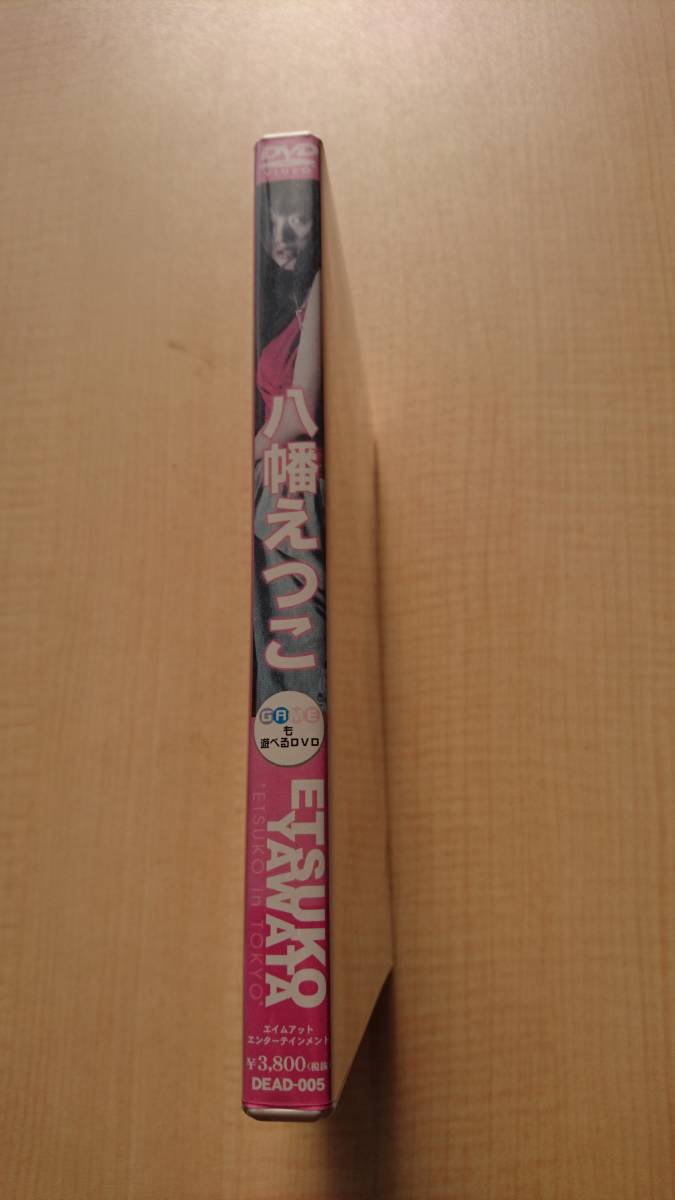 DVD
VIDEO
八幡えつこ
GAME
も
遊べるDVD
ETSUKO
YAWATA
"ETSUKO in TOKYO"
エイムアット
エンターテインメント
¥3,800(税抜)
DEAD-005